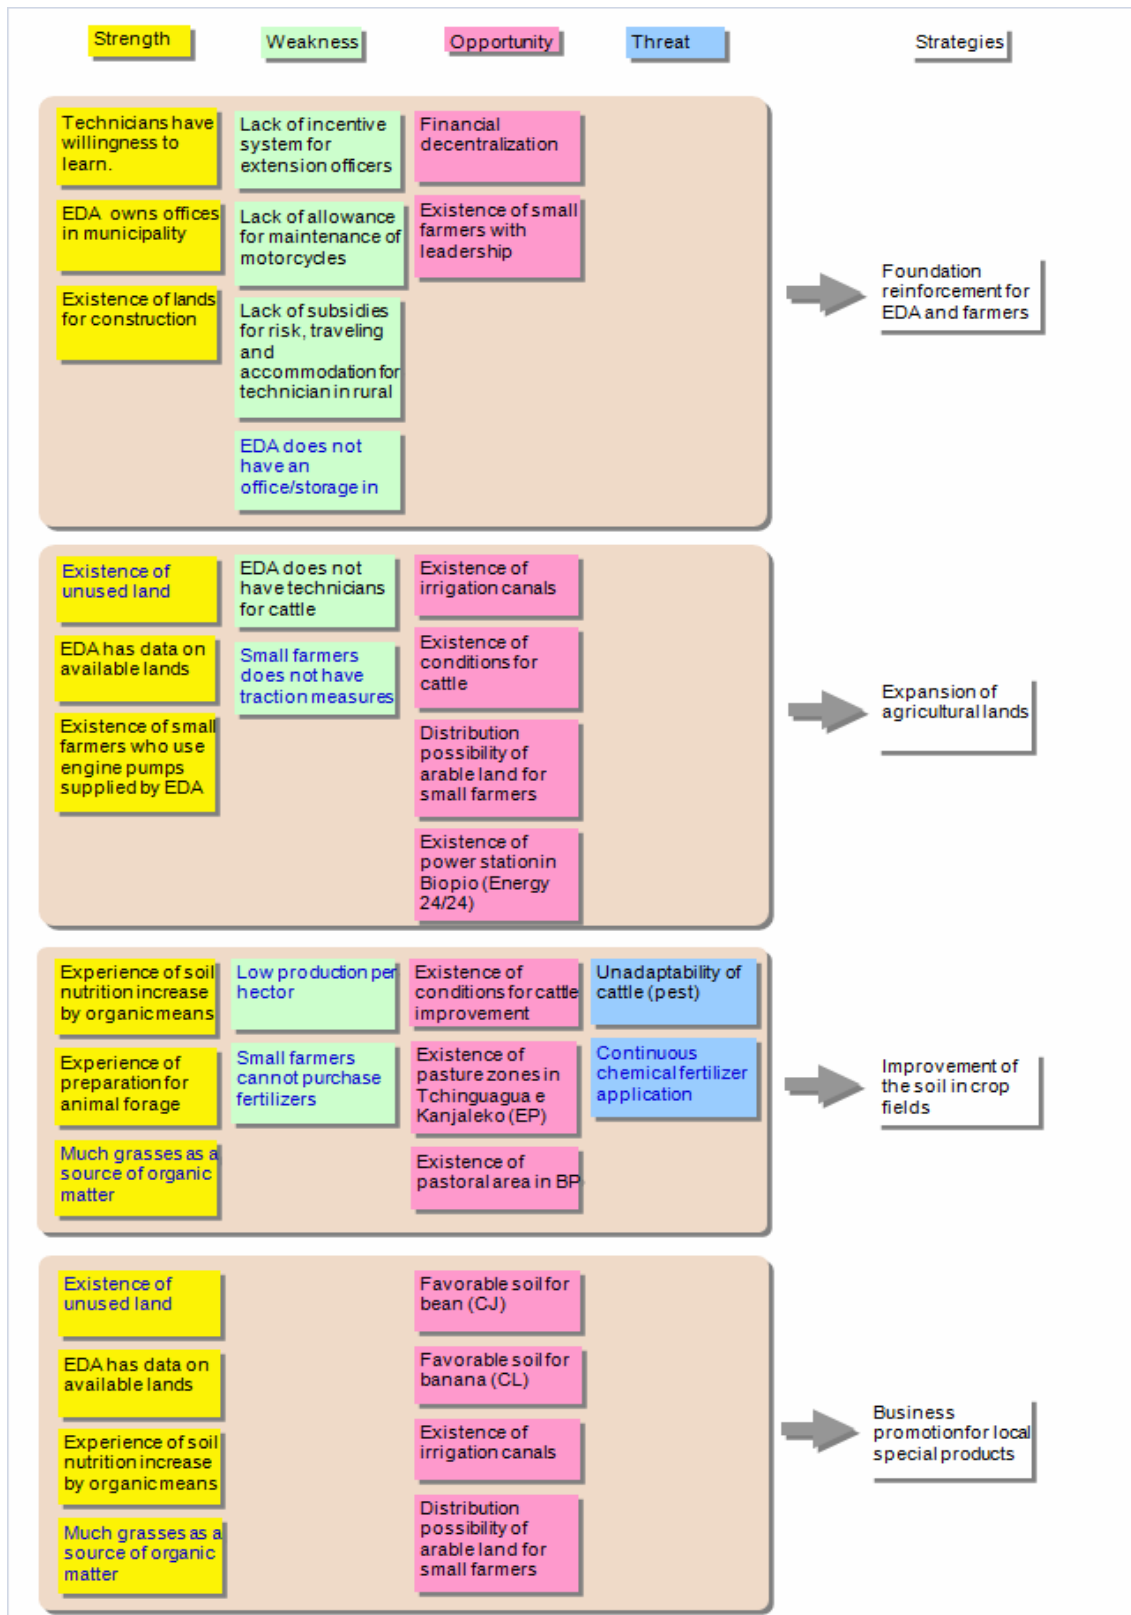 Strength
Weakness
Opportunity
Threat
Strategies
Technicians have
willingness to
learn.
EDA owns offices
in municipality
Existence of lands
for construction
Lack of incentive
system for
extension officers
Lack of allowance
for maintenance of
motorcycles
Lack of subsidies
for risk, traveling
and
accommodation for
technician in rural
EDA does not
have an
office/storage in
Financial
decentralization
Existence of small
farmers with
leadership
Foundation
reinforcement for
EDA and farmers
Existence of
unused land
EDA has data on
available lands
Existence of small
farmers who use
engine pumps
supplied by EDA
EDA does not
have technicians
for cattle
Small farmers
does not have
traction measures
Existence of
irrigation canals
Existence of
conditions for
cattle
Distribution
possibility of
arable land for
small farmers
Existence of
power station in
Biopio (Energy
24/24)
Expansion of
agricultural lands
Experience of soil
nutrition increase
by organic means
Experience of
preparation for
animal forage
Much grasses as a
source of organic
matter
Low production per
hector
Small farmers
cannot purchase
fertilizers
Existence of
conditions for cattle
improvement
Existence of
pasture zones in
Tchinguagua e
Kanjaleko (EP)
Existence of
pastoral area in BP
Unadaptability of
cattle (pest)
Continuous
chemical fertilizer
application
Improvement of
the soil in crop
fields
Existence of
unused land
EDA has data on
available lands
Experience of soil
nutrition increase
by organic means
Much grasses as a
source of organic
matter
Favorable soil for
bean (CJ)
Favorable soil for
banana (CL)
Existence of
irrigation canals
Distribution
possibility of
arable land for
small farmers
Business
promotion for local
special products